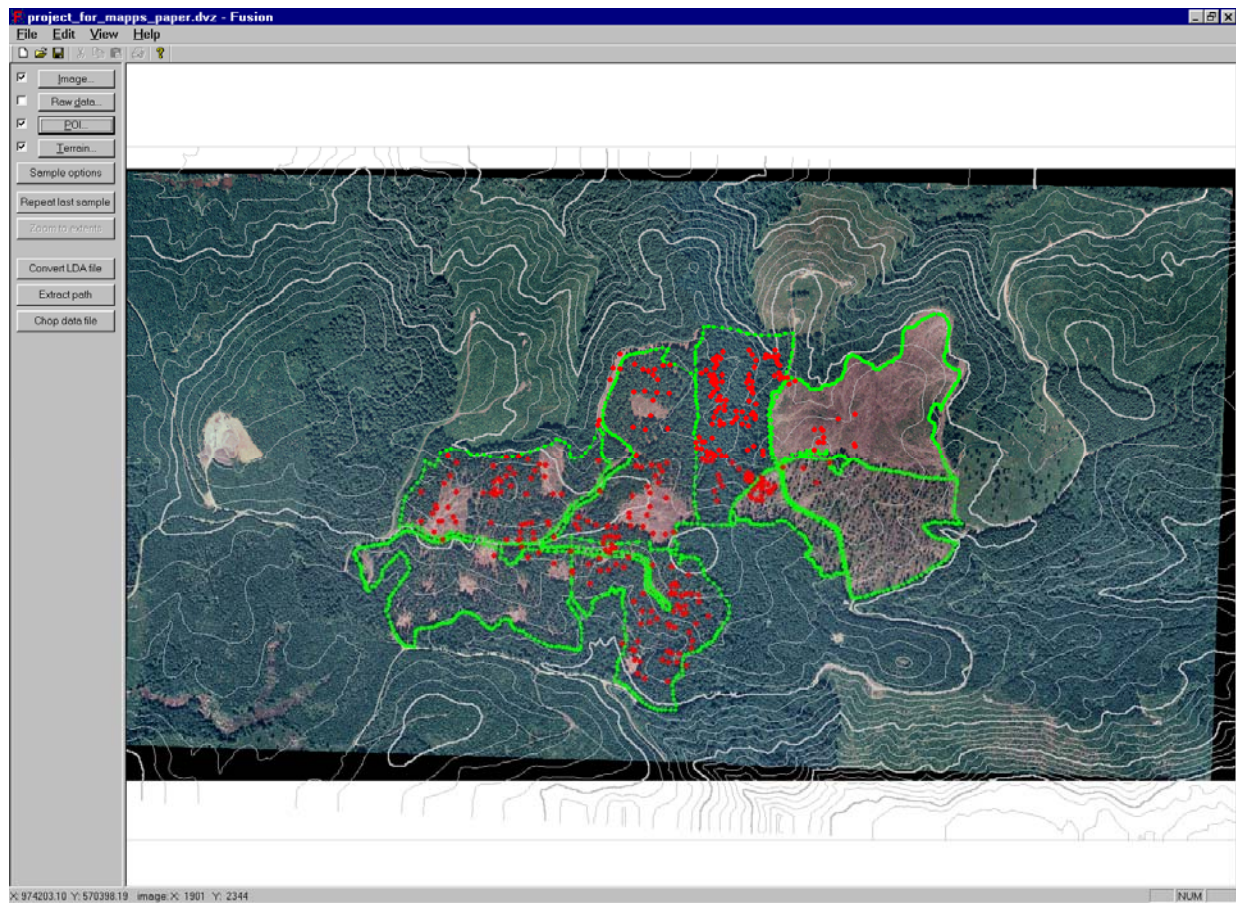 project_for_mapps_paper.dvz - Fusion
File Edit View Help
Image...
Raw data...
POI...
Terrain...
Sample options
Repeat last sample
Zoom to extents
Convert LDA file
Extract path
Chop data file
X: 974203.10 Y: 570398.19 image: X: 1901 Y: 2344
NUM